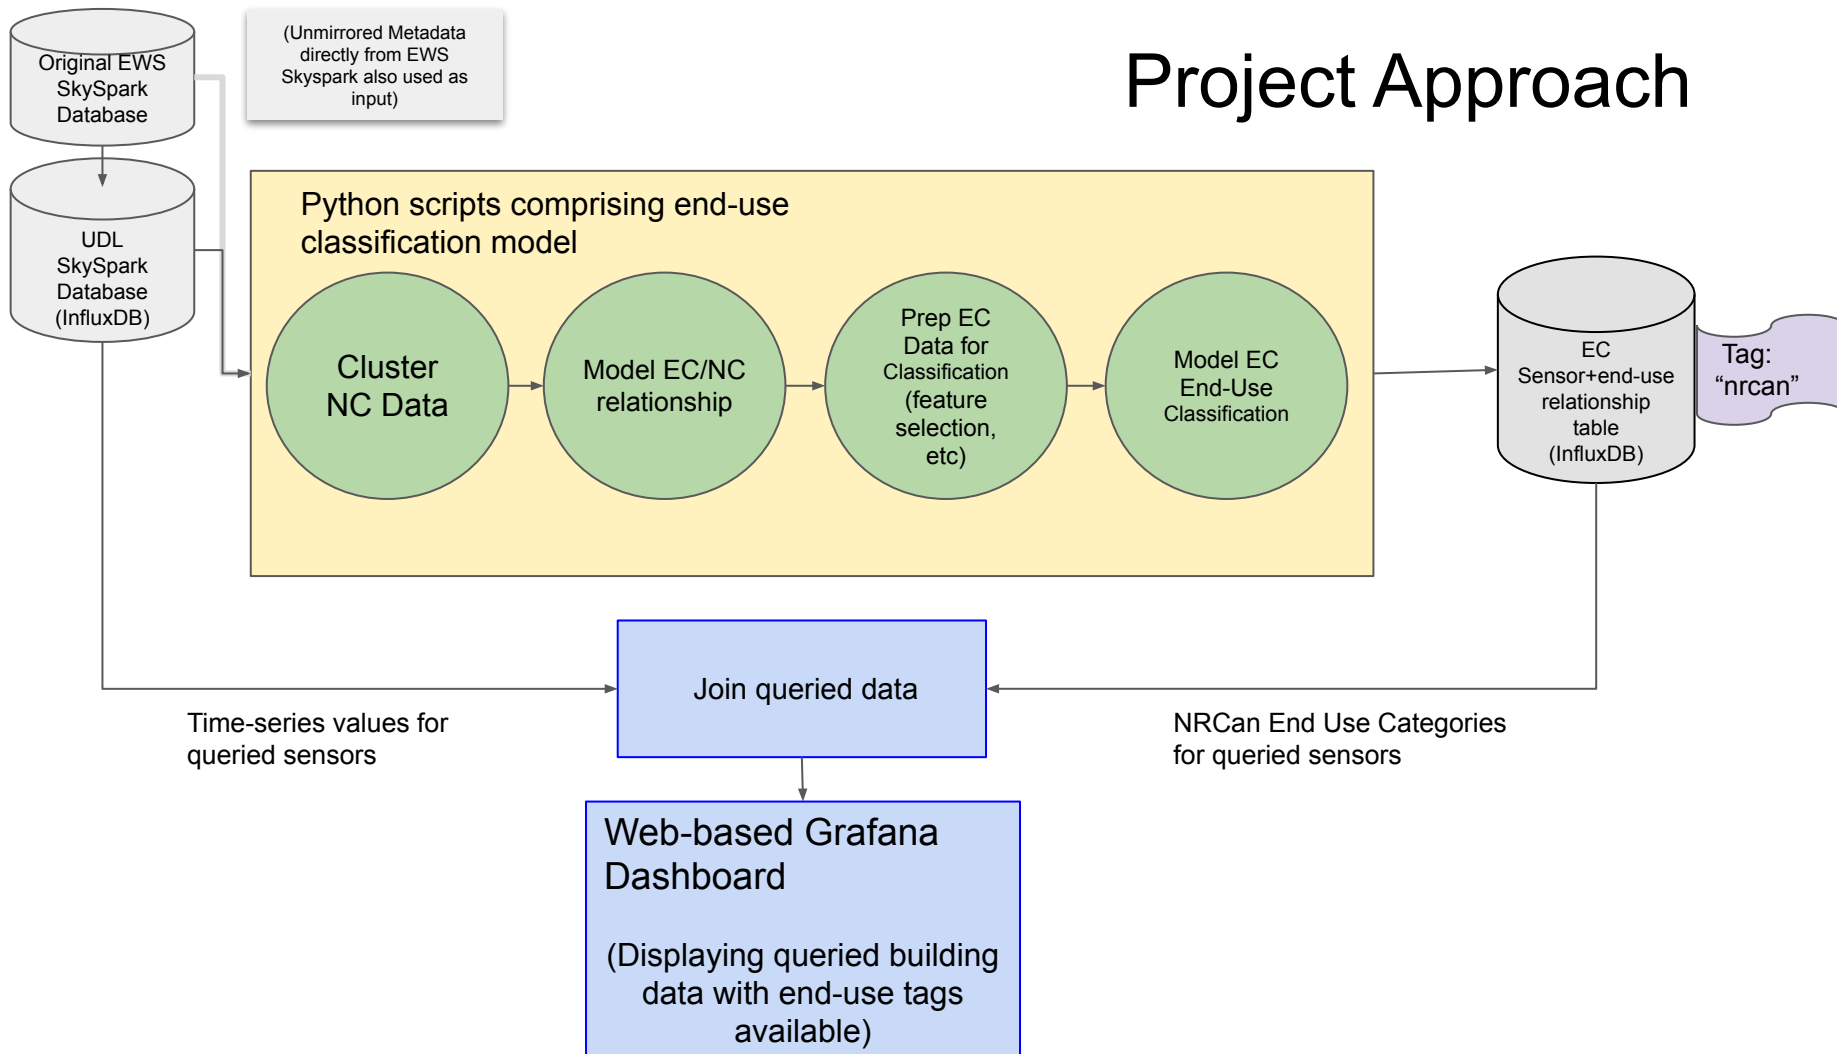 Project Approach
Original EWS
SkySpark
Database
(Unmirrored Metadata
directly from EWS
Skyspark also used as
input)
UDL
SkySpark
Database
(InfluxDB)
Python scripts comprising end-use
classification model
Cluster
NC Data
Model EC/NC
relationship
Prep EC
Data for
Classification
(feature
selection,
etc)
Model EC
End-Use
Classification
EC
Sensor+end-use
relationship
table
(InfluxDB)
Tag:
“nrcan”
Join queried data
Time-series values for
queried sensors
NRCan End Use Categories
for queried sensors
Web-based Grafana
Dashboard
(Displaying queried building
data with end-use tags
available)